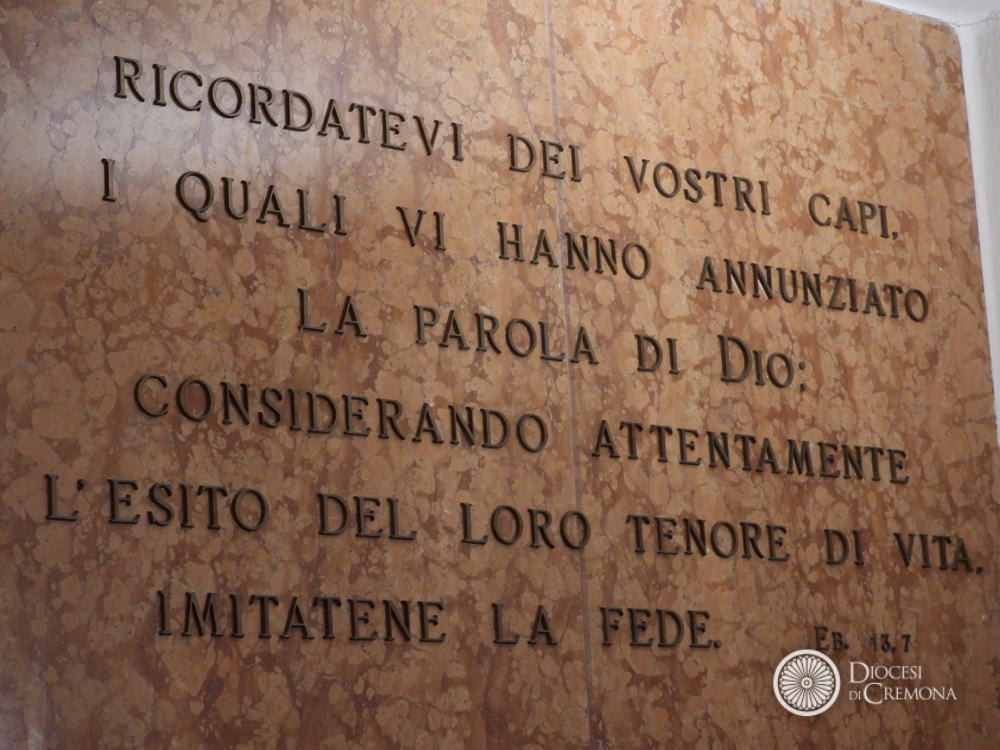 RICORDATEVI DEI VOSTRI CAPI,
I QUALI VI HANNO ANNUNZIATO
LA PAROLA DI DIO;
CONSIDERANDO ATTENTAMENTE
L'ESITO DEL LORO TENORE DI VITA,
IMITATENE LA FEDE.
EB. 13,7
DIOCESI
DI CREMONA